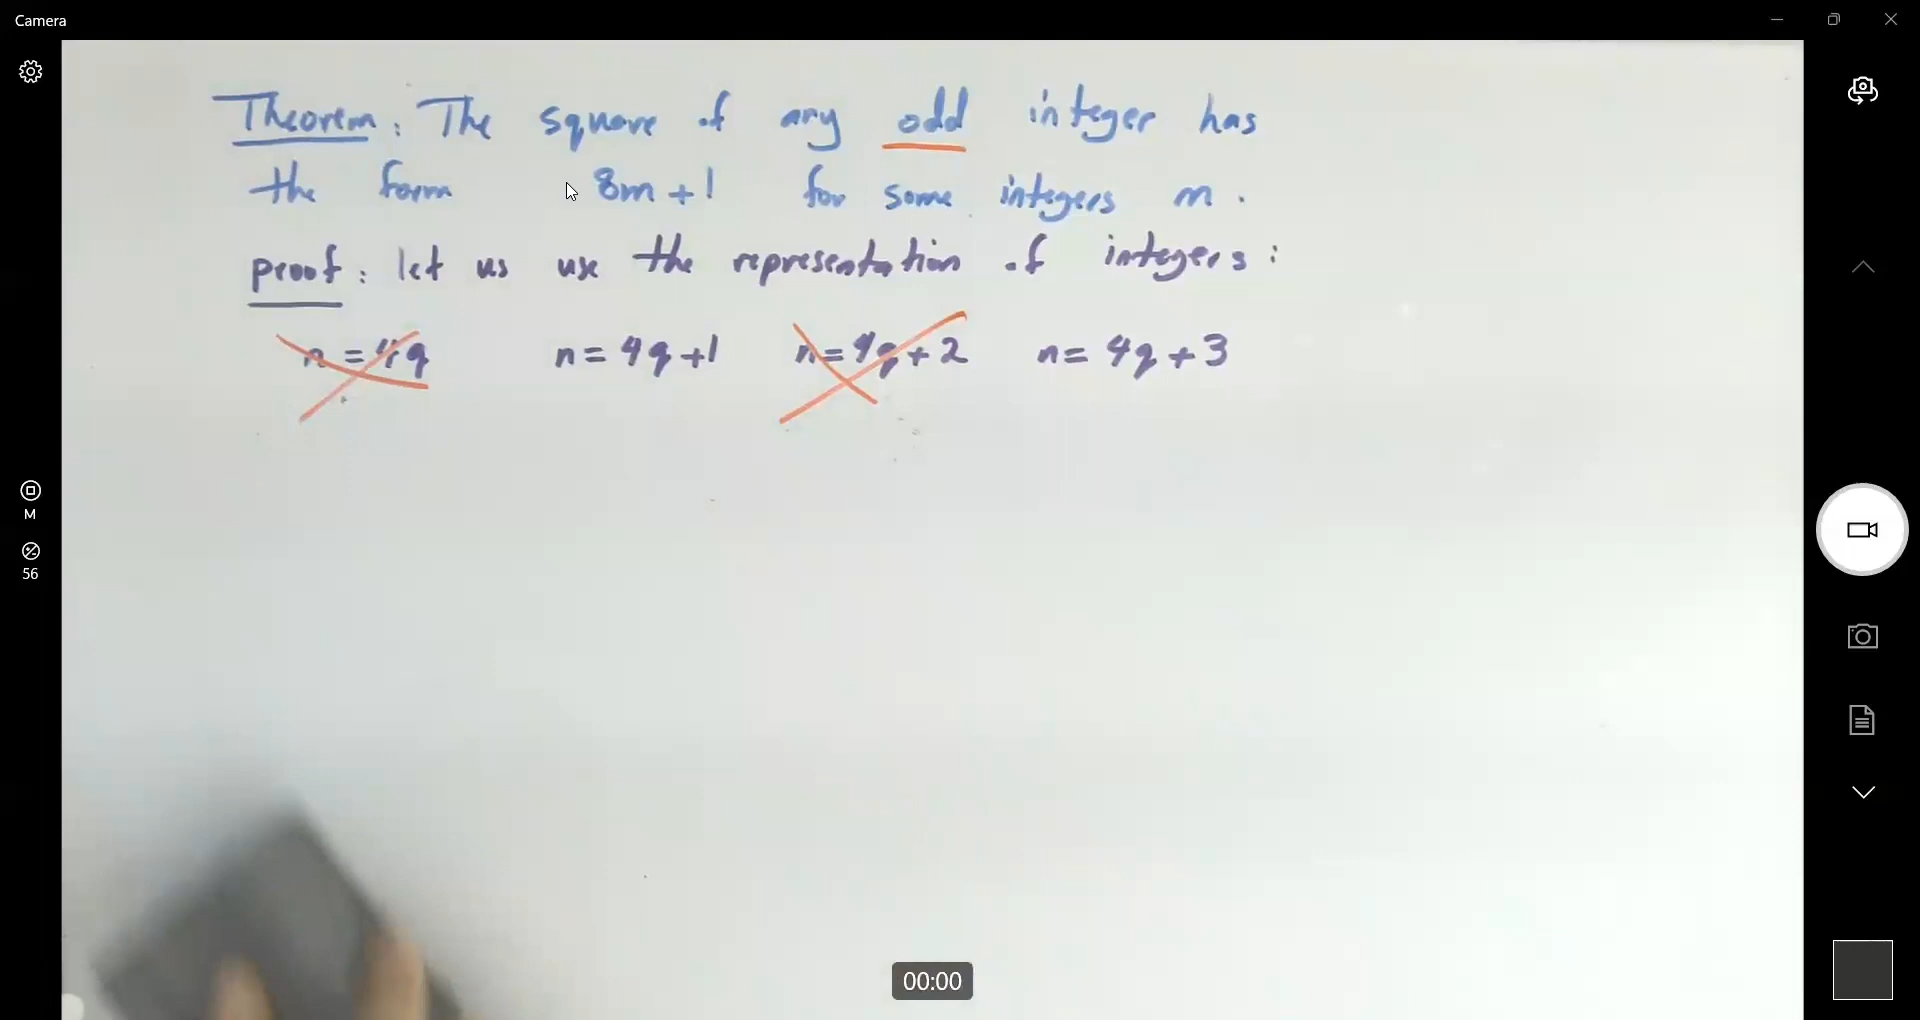 Camera
Theorem: The square of any odd integer has
the form 8m+1 for some integers m.
proof: let us use the representation of integers:
n=4q n=4q+1 n=4q+2 n=4q+3
M
56
00:00